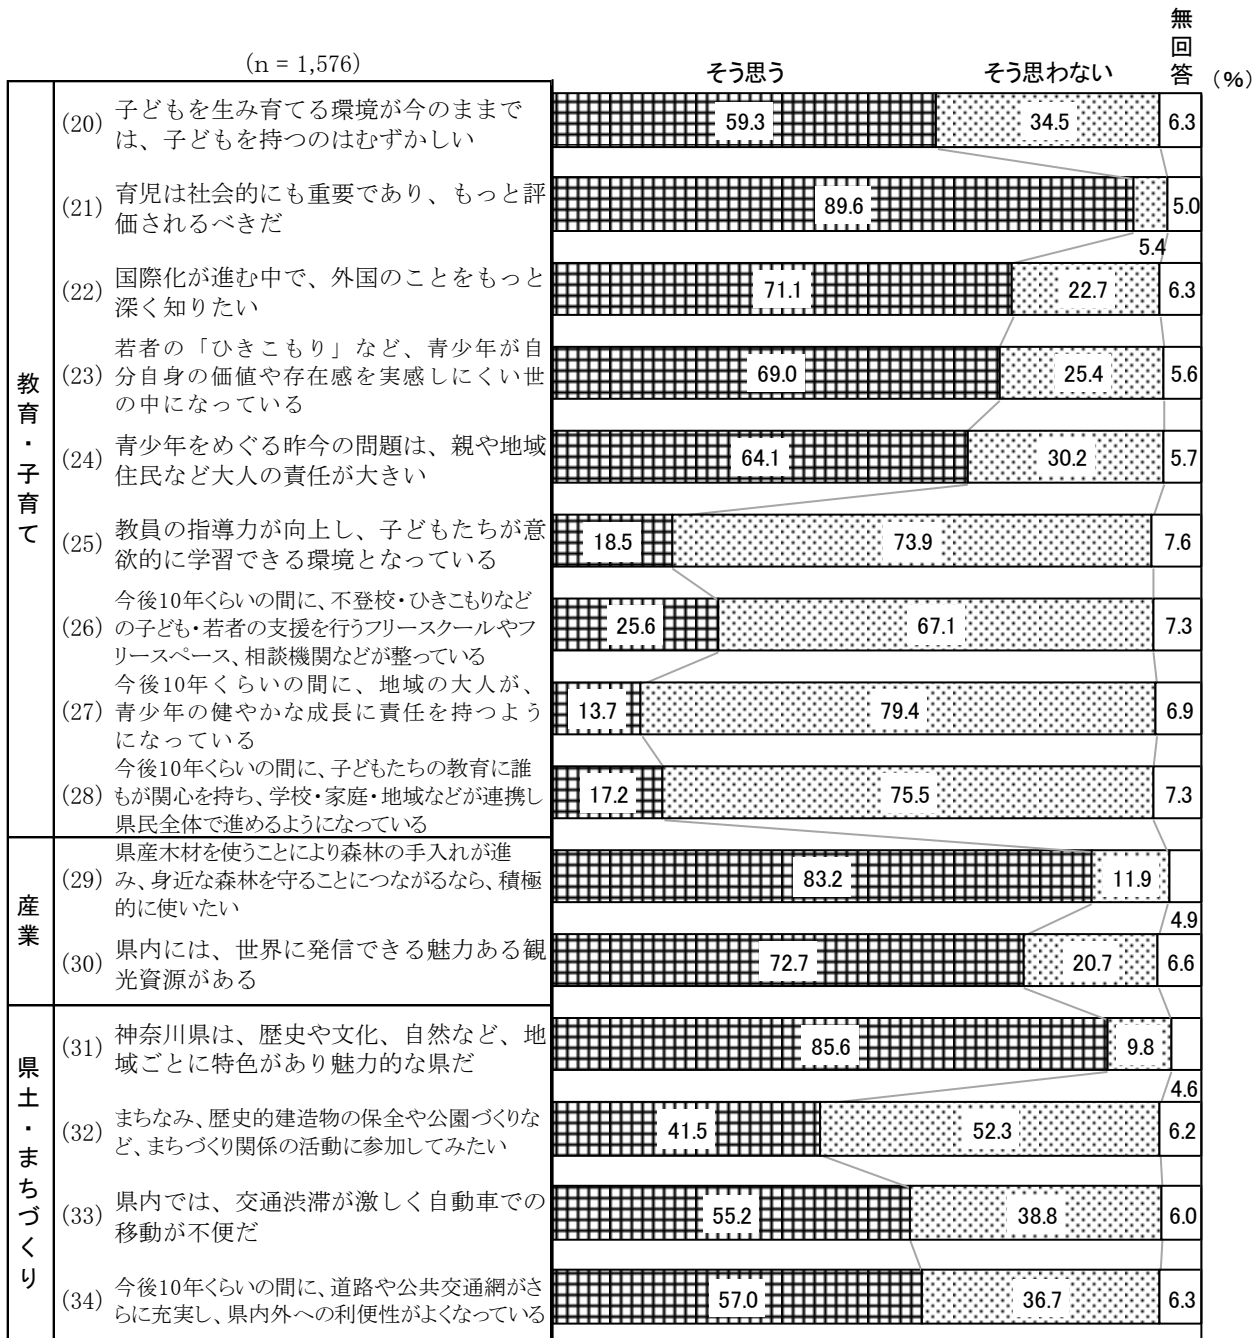 無回答
(n = 1,576)
そう思う
そう思わない
(%)
教育・子育て
(20) 子どもを生み育てる環境が今のままで
は、子どもを持つのはむずかしい
59.3
34.5
6.3
(21) 育児は社会的にも重要であり、もっと評
価されるべきだ
89.6
5.4
5.0
(22) 国際化が進む中で、外国のことをもっと
深く知りたい
71.1
22.7
6.3
(23) 若者の「ひきこもり」など、青少年が自
分自身の価値や存在感を実感しにくい世
の中になっている
69.0
25.4
5.6
(24) 青少年をめぐる昨今の問題は、親や地域
住民など大人の責任が大きい
64.1
30.2
5.7
(25) 教員の指導力が向上し、子どもたちが意
欲的に学習できる環境となっている
18.5
73.9
7.6
(26) 今後10年くらいの間に、不登校・ひきこもりなど
の子ども・若者の支援を行うフリースクールやフ
リースペース、相談機関などが整っている
25.6
67.1
7.3
(27) 今後10年くらいの間に、地域の大人が、
青少年の健やかな成長に責任を持つよう
になっている
13.7
79.4
6.9
(28) 今後10年くらいの間に、子どもたちの教育に誰
もが関心を持ち、学校・家庭・地域などが連携し
県民全体で進めるようになっている
17.2
75.5
7.3
産業
(29) 県産木材を使うことにより森林の手入れが進
み、身近な森林を守ることにつながるなら、積極
的に使いたい
83.2
11.9
4.9
(30) 県内には、世界に発信できる魅力ある観
光資源がある
72.7
20.7
6.6
県土・まちづくり
(31) 神奈川県は、歴史や文化、自然など、地
域ごとに特色があり魅力的な県だ
85.6
9.8
4.6
(32) まちなみ、歴史的建造物の保全や公園づくりな
ど、まちづくり関係の活動に参加してみたい
41.5
52.3
6.2
(33) 県内では、交通渋滞が激しく自動車での
移動が不便だ
55.2
38.8
6.0
(34) 今後10年くらいの間に、道路や公共交通網がさ
らに充実し、県内外への利便性がよくなっている
57.0
36.7
6.3